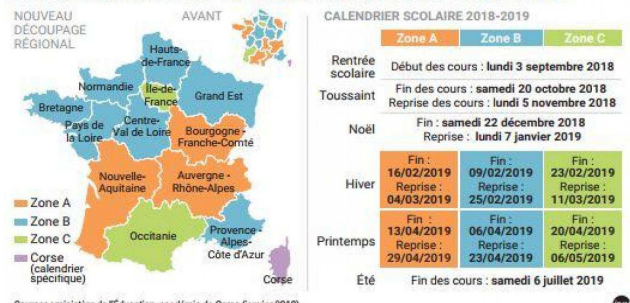 NOUVEAU
DÉCOUPAGE
RÉGIONAL
AVANT
Hauts-
de-France
Normandie
Île-de-
France
Grand Est
Bretagne
Pays de
la Loire
Centre-
Val de Loire
Bourgogne -
Franche-Comté
Nouvelle-
Aquitaine
Auvergne -
Rhône-Alpes
Occitanie
Provence -
Alpes-
Côte d'Azur
Corse
Zone A
Zone B
Zone C
Corse
(calendrier
spécifique)
CALENDRIER SCOLAIRE 2018-2019
Zone A Zone B Zone C
Rentrée
scolaire
Début des cours : lundi 3 septembre 2018
Toussaint
Fin des cours : samedi 20 octobre 2018
Reprise des cours : lundi 5 novembre 2018
Noël
Fin : samedi 22 décembre 2018
Reprise : lundi 7 janvier 2019
Hiver
Fin :
16/02/2019
Reprise :
04/03/2019
Fin :
09/02/2019
Reprise :
25/02/2019
Fin :
23/02/2019
Reprise :
11/03/2019
Printemps
Fin :
13/04/2019
Reprise :
29/04/2019
Fin :
06/04/2019
Reprise :
23/04/2019
Fin :
20/04/2019
Reprise :
06/05/2019
Été
Fin des cours : samedi 6 juillet 2019